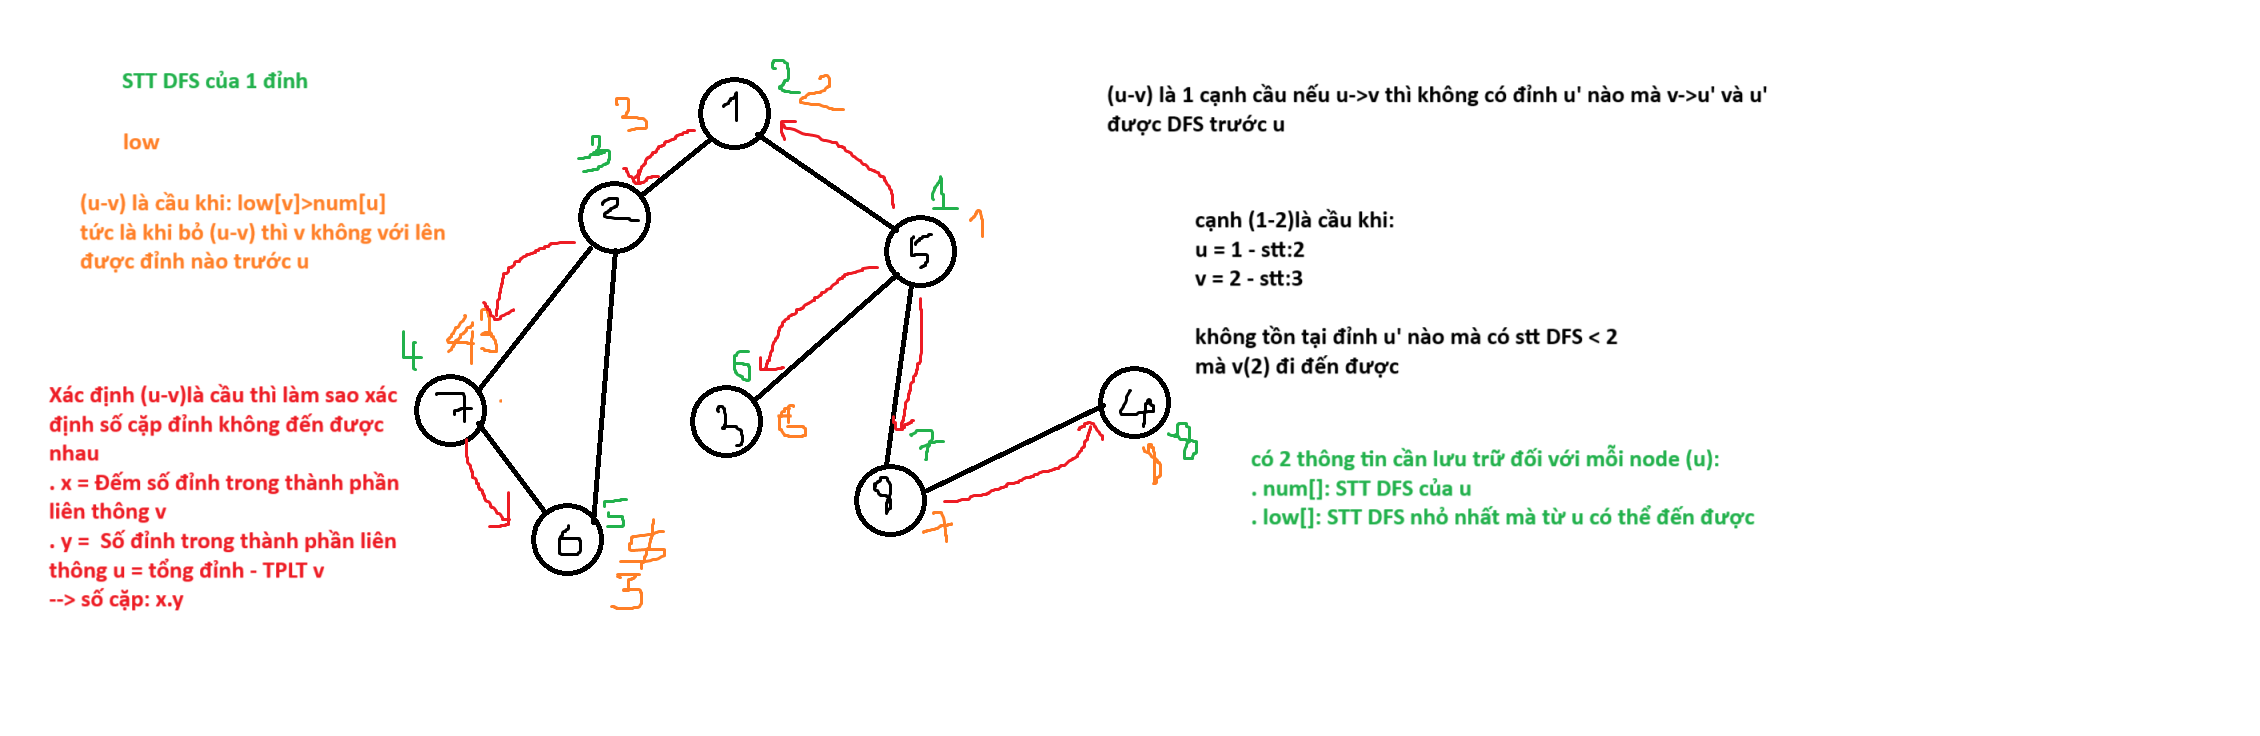 STT DFS của 1 đỉnh
low
(u-v) là cầu khi: low[v]>num[u]
tức là khi bỏ (u-v) thì v không với lên
được đỉnh nào trước u
Xác định (u-v)là cầu thì làm sao xác
định số cặp đỉnh không đến được
nhau
. x = Đếm số đỉnh trong thành phần
liên thông v
. y =  Số đỉnh trong thành phần liên
thông u = tổng đỉnh - TPLT v
--> số cặp: x.y
2
2
1
3
3
2
1
1
5
4
4 3
7
6
3
6
5
6
5
3
7
8
7
4
8
8
(u-v) là 1 cạnh cầu nếu u->v thì không có đỉnh u' nào mà v->u' và u'
được DFS trước u
cạnh (1-2)là cầu khi:
u = 1 - stt:2
v = 2 - stt:3
không tồn tại đỉnh u' nào mà có stt DFS < 2
mà v(2) đi đến được
có 2 thông tin cần lưu trữ đối với mỗi node (u):
. num[]: STT DFS của u
. low[]: STT DFS nhỏ nhất mà từ u có thể đến được